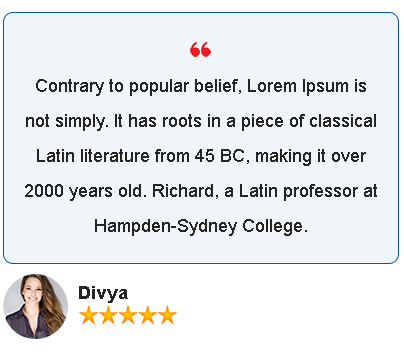 ❝
Contrary to popular belief, Lorem Ipsum is
not simply. It has roots in a piece of classical
Latin literature from 45 BC, making it over
2000 years old. Richard, a Latin professor at
Hampden-Sydney College.
Divya